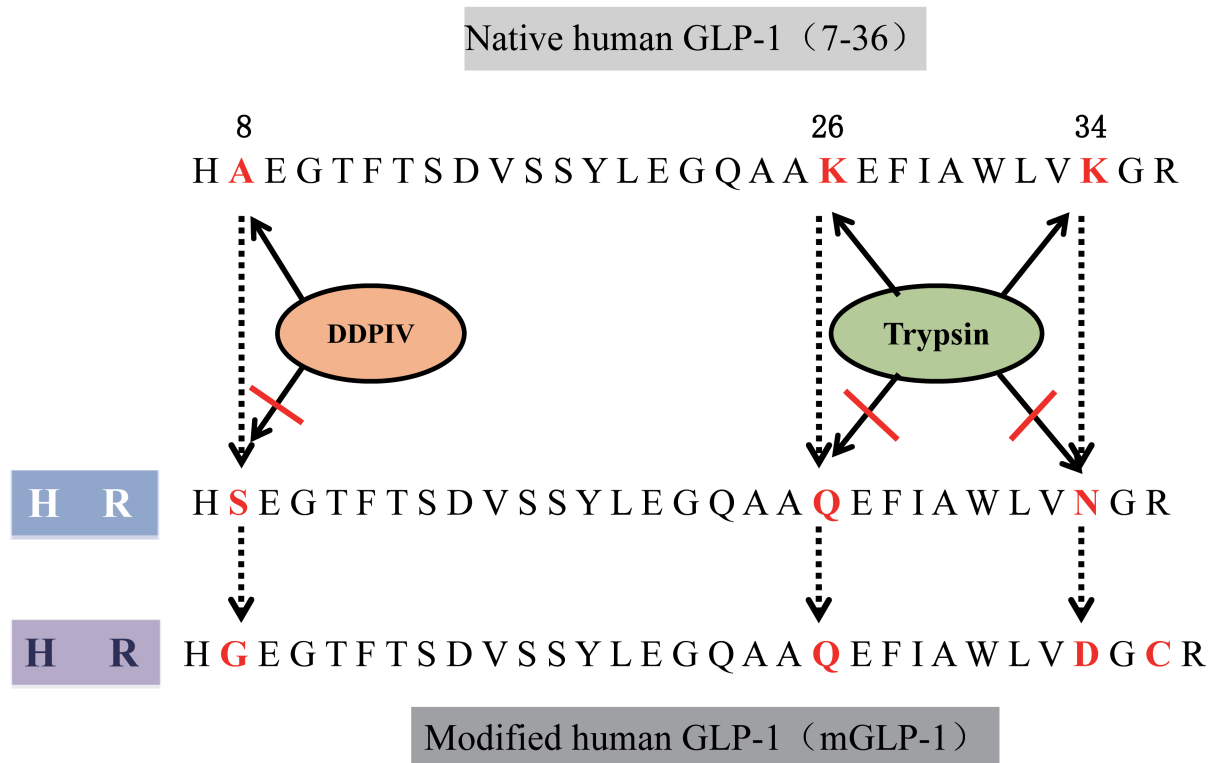 Native human GLP-1（7-36）
8 26 34
H A E G T F T S D V S S Y L E G Q A A K E F I A W L V K G R
DDPIV
Trypsin
H R
H S E G T F T S D V S S Y L E G Q A A Q E F I A W L V N G R
H R
H G E G T F T S D V S S Y L E G Q A A Q E F I A W L V D G C R
Modified human GLP-1（mGLP-1）